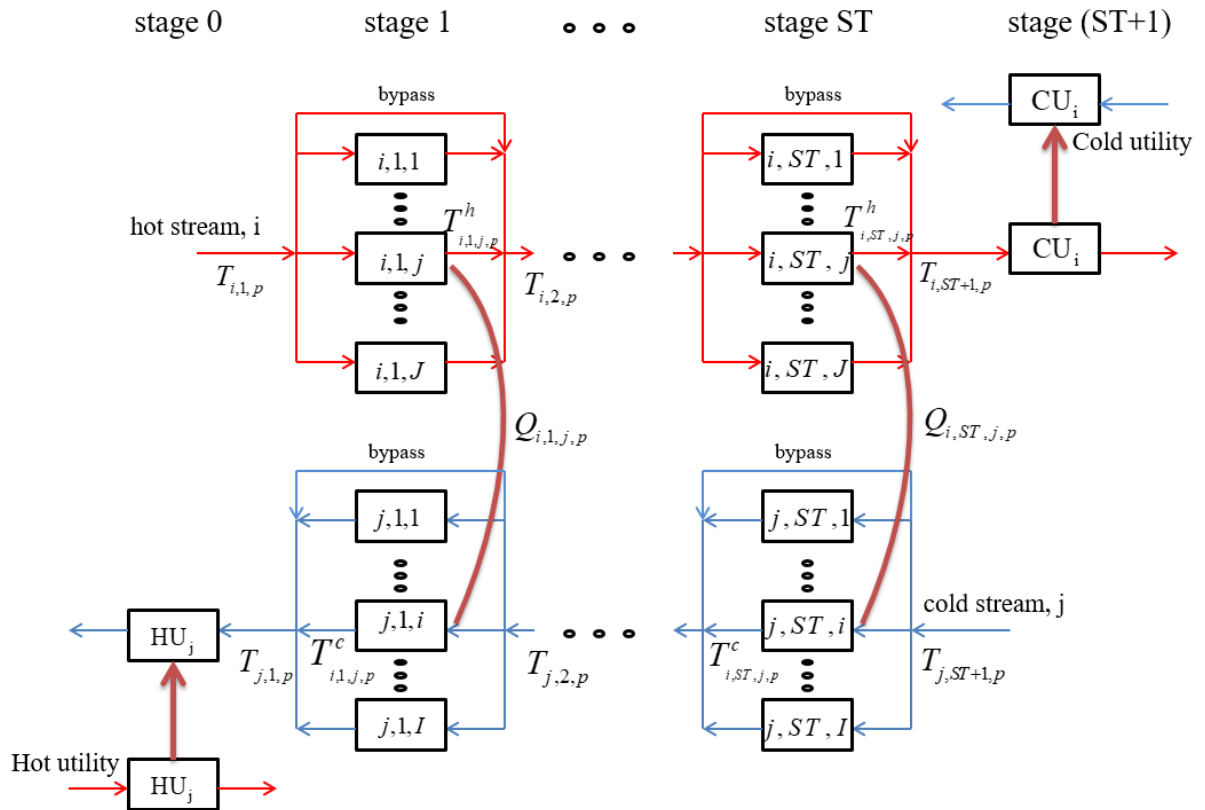 stage 0 stage 1 stage ST stage (ST+1)
bypass bypass CU_i
Cold utility
i,1,1 i, ST, 1
hot stream, i T^h_{i,1,j,p} T^h_{i,ST,j,p}
i,1,j i, ST, j CU_i
T_{i,1,p} T_{i,2,p} T_{i,ST+1,p}
i,1,J i, ST, J
Q_{i,1,j,p} Q_{i,ST,j,p}
bypass bypass
j,1,1 j, ST, 1
cold stream, j
HU_j j,1,i j, ST, i
T_{j,1,p} T^c_{i,1,j,p} T_{j,2,p} T^c_{i,ST,j,p} T_{j,ST+1,p}
j,1,I j, ST, I
Hot utility HU_j